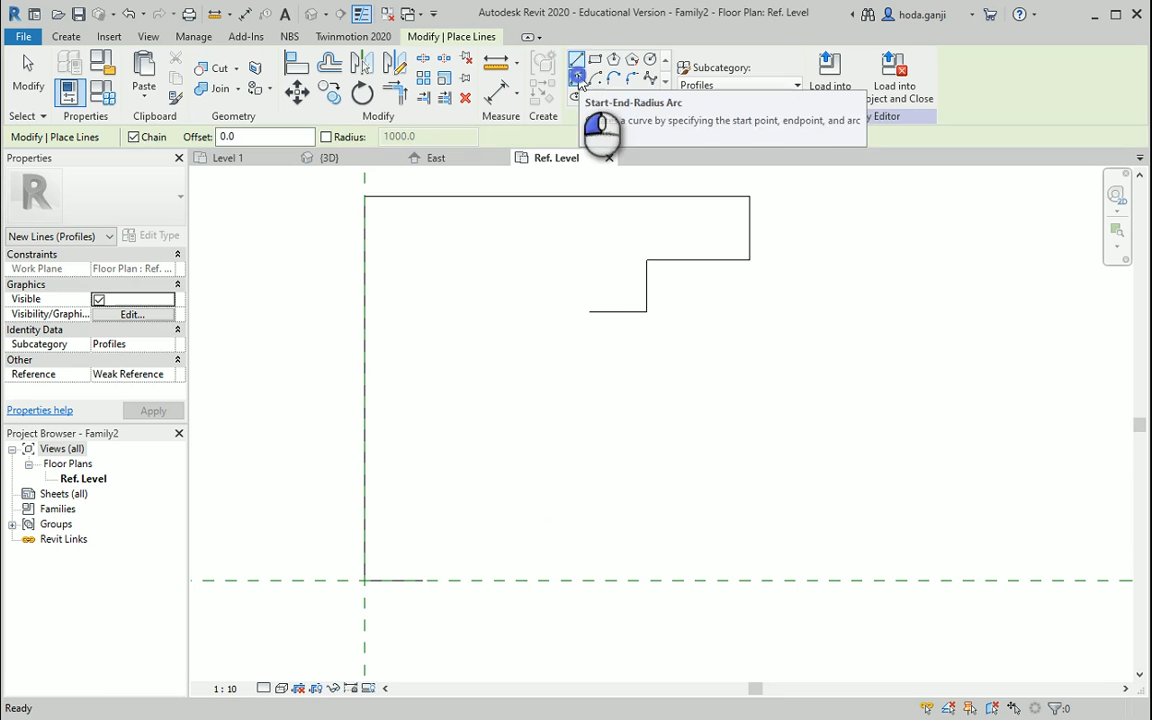 Autodesk Revit 2020 - Educational Version - Family2 - Floor Plan: Ref. Level
hoda.ganji
File Create Insert View Manage Add-Ins NBS Twinmotion 2020 Modify | Place Lines
Modify
Cut
Join
Paste
Subcategory:
Profiles
Load into
Load into
oject and Close
Select Properties Clipboard Geometry Modify Measure Create
y Editor
Start-End-Radius Arc
a curve by specifying the start point, endpoint, and arc
Modify | Place Lines Chain Offset: 0.0 Radius: 1000.0
Properties
Level 1 {3D} East Ref. Level
New Lines (Profiles) Edit Type
Constraints
Work Plane Floor Plan : Ref. ...
Graphics
Visible
Visibility/Graphi... Edit...
Identity Data
Subcategory Profiles
Other
Reference Weak Reference
Properties help Apply
Project Browser - Family2
Views (all)
Floor Plans
Ref. Level
Sheets (all)
Families
Groups
Revit Links
1 : 10
Ready
:0
2D